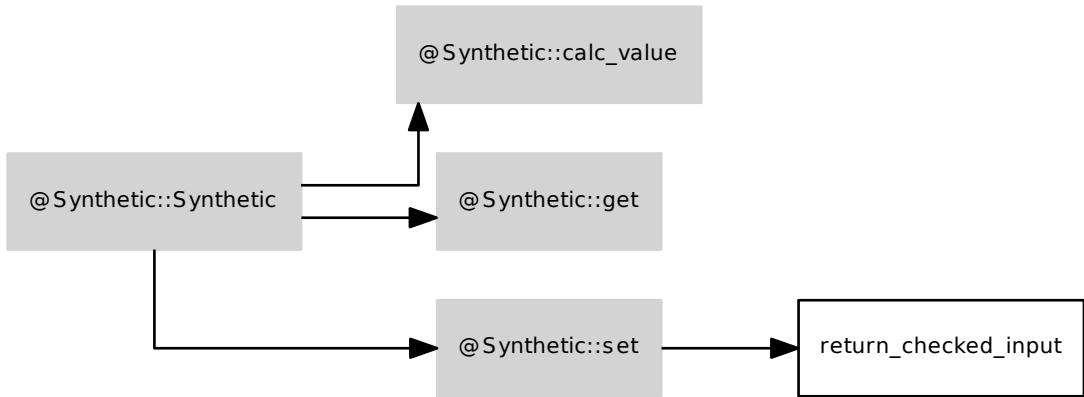 @Synthetic::calc_value
@Synthetic::Synthetic
@Synthetic::get
@Synthetic::set
return_checked_input